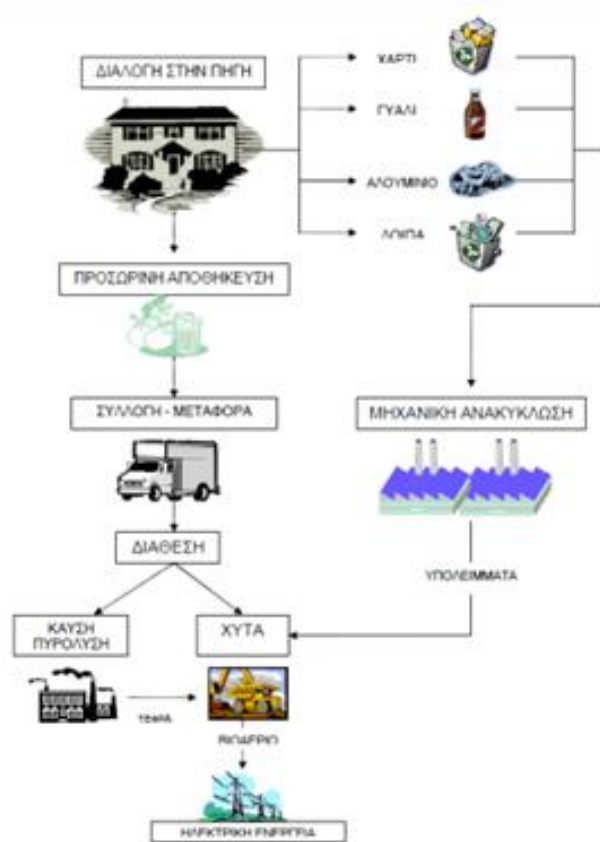 ΔΙΑΛΟΓΗ ΣΤΗΝ ΠΗΓΗ
ΧΑΡΤΙ
ΓΥΑΛΙ
ΑΛΟΥΜΙΝΙΟ
ΛΟΙΠΑ
ΠΡΟΣΩΡΙΝΗ ΑΠΟΘΗΚΕΥΣΗ
ΣΥΛΛΟΓΗ - ΜΕΤΑΦΟΡΑ
ΜΗΧΑΝΙΚΗ ΑΝΑΚΥΚΛΩΣΗ
ΔΙΑΘΕΣΗ
ΥΠΟΛΕΙΜΜΑΤΑ
ΚΑΥΣΗ
ΠΥΡΟΛΥΣΗ
ΧΥΤΑ
ΤΕΦΡΑ
ΒΙΟΑΕΡΙΟ
ΗΛΕΚΤΡΙΚΗ ΕΝΕΡΓΕΙΑ